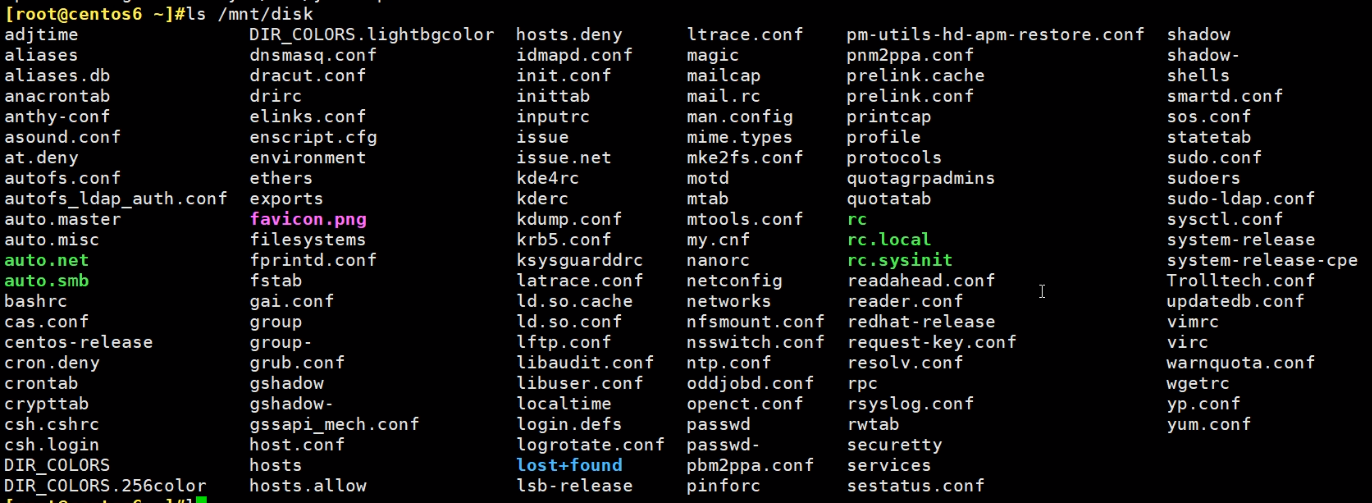 [root@centos6 ~]#ls /mnt/disk
adjtime DIR_COLORS.lightbgcolor hosts.deny ltrace.conf pm-utils-hd-apm-restore.conf shadow
aliases dnsmasq.conf idmapd.conf magic pnm2ppa.conf shadow-
aliases.db dracut.conf init.conf mailcap prelink.cache shells
anacrontab drirc inittab mail.rc prelink.conf smartd.conf
anthy-conf elinks.conf inputrc man.config printcap sos.conf
asound.conf enscript.cfg issue mime.types profile statetab
at.deny environment issue.net mke2fs.conf protocols sudo.conf
autofs.conf ethers kde4rc motd quotagrpadmins sudoers
autofs_ldap_auth.conf exports kderc mtab quotatab sudo-ldap.conf
auto.master favicon.png kdump.conf mtools.conf rc sysctl.conf
auto.misc filesystems krb5.conf my.cnf rc.local system-release
auto.net fprintd.conf ksysguarddrc nanorc rc.sysinit system-release-cpe
auto.smb fstab latrace.conf netconfig readahead.conf Trolltech.conf
bashrc gai.conf ld.so.cache networks reader.conf updatedb.conf
cas.conf group ld.so.conf nfsmount.conf redhat-release vimrc
centos-release group- lftp.conf nsswitch.conf request-key.conf virc
cron.deny grub.conf libaudit.conf ntp.conf resolv.conf warnquota.conf
crontab gshadow libuser.conf oddjobd.conf rpc wgetrc
crypttab gshadow- localtime openct.conf rsyslog.conf yp.conf
csh.cshrc gssapi_mech.conf login.defs passwd rwtab yum.conf
csh.login host.conf logrotate.conf passwd- securetty
DIR_COLORS hosts lost+found pbm2ppa.conf services
DIR_COLORS.256color hosts.allow lsb-release pinforc sestatus.conf